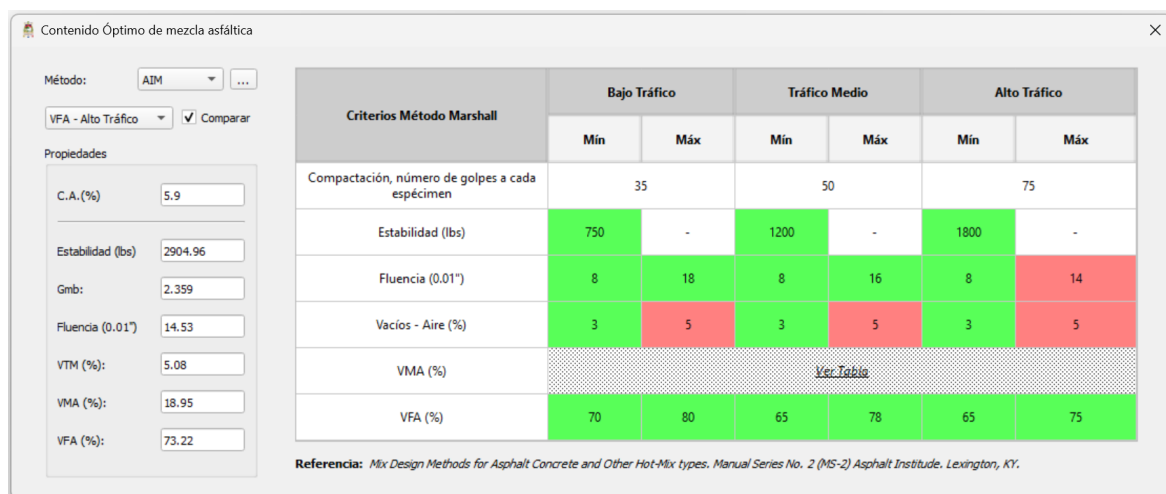 Contenido Óptimo de mezcla asfáltica
Método: AIM ...
VFA - Alto Tráfico Comparar
Propiedades
C.A.(%) 5.9
Estabilidad (lbs) 2904.96
Gmb: 2.359
Fluencia (0.01") 14.53
VTM (%): 5.08
VMA (%): 18.95
VFA (%): 73.22
Criterios Método Marshall Bajo Tráfico Tráfico Medio Alto Tráfico
Mín Máx Mín Máx Mín Máx
Compactación, número de golpes a cada
espécimen 35 50 75
Estabilidad (lbs) 750 - 1200 - 1800 -
Fluencia (0.01") 8 18 8 16 8 14
Vacíos - Aire (%) 3 5 3 5 3 5
VMA (%) Ver Tabla
VFA (%) 70 80 65 78 65 75
Referencia: Mix Design Methods for Asphalt Concrete and Other Hot-Mix types. Manual Series No. 2 (MS-2) Asphalt Institute. Lexington, KY.